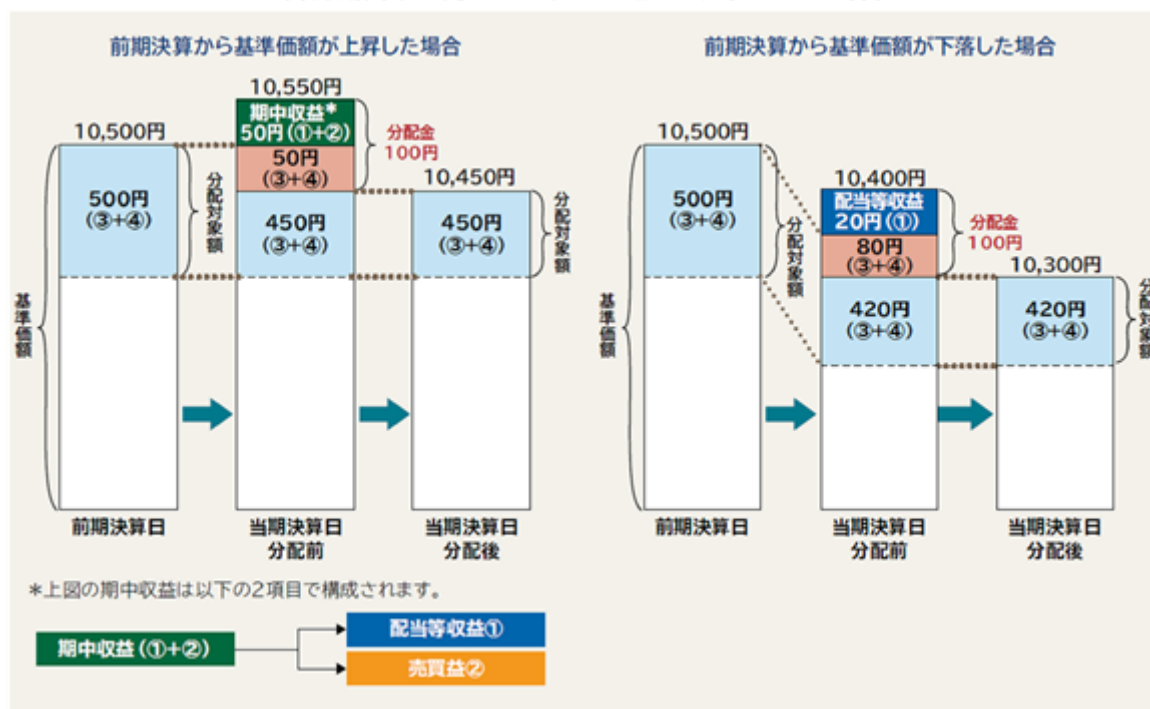 前期決算から基準価額が上昇した場合
10,500円
500円
(③+④)
分配対象額
基準価額
前期決算日
10,550円
期中収益*
50円(①+②)
50円
(③+④)
450円
(③+④)
分配金
100円
当期決算日
分配前
10,450円
450円
(③+④)
分配対象額
当期決算日
分配後
前期決算から基準価額が下落した場合
10,500円
500円
(③+④)
分配対象額
基準価額
前期決算日
10,400円
配当等収益
20円(①)
80円
(③+④)
420円
(③+④)
分配金
100円
当期決算日
分配前
10,300円
420円
(③+④)
分配対象額
当期決算日
分配後
*上図の期中収益は以下の2項目で構成されます。
期中収益(①+②)
配当等収益①
売買益②